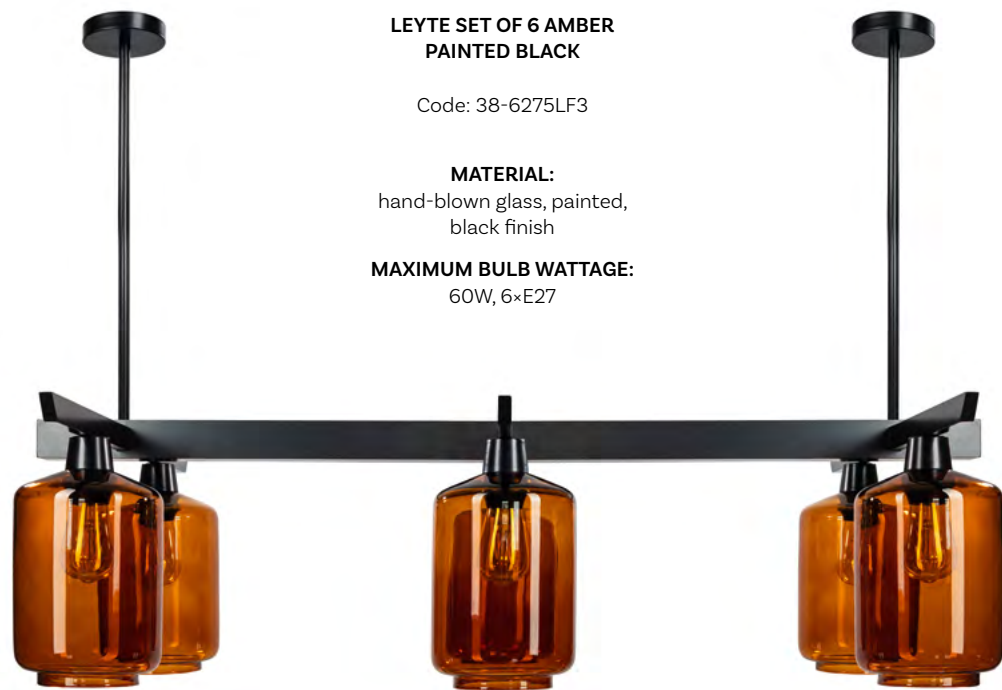 LEYTE SET OF 6 AMBER
PAINTED BLACK
Code: 38-6275LF3
MATERIAL:
hand-blown glass, painted,
black finish
MAXIMUM BULB WATTAGE:
60W, 6×E27